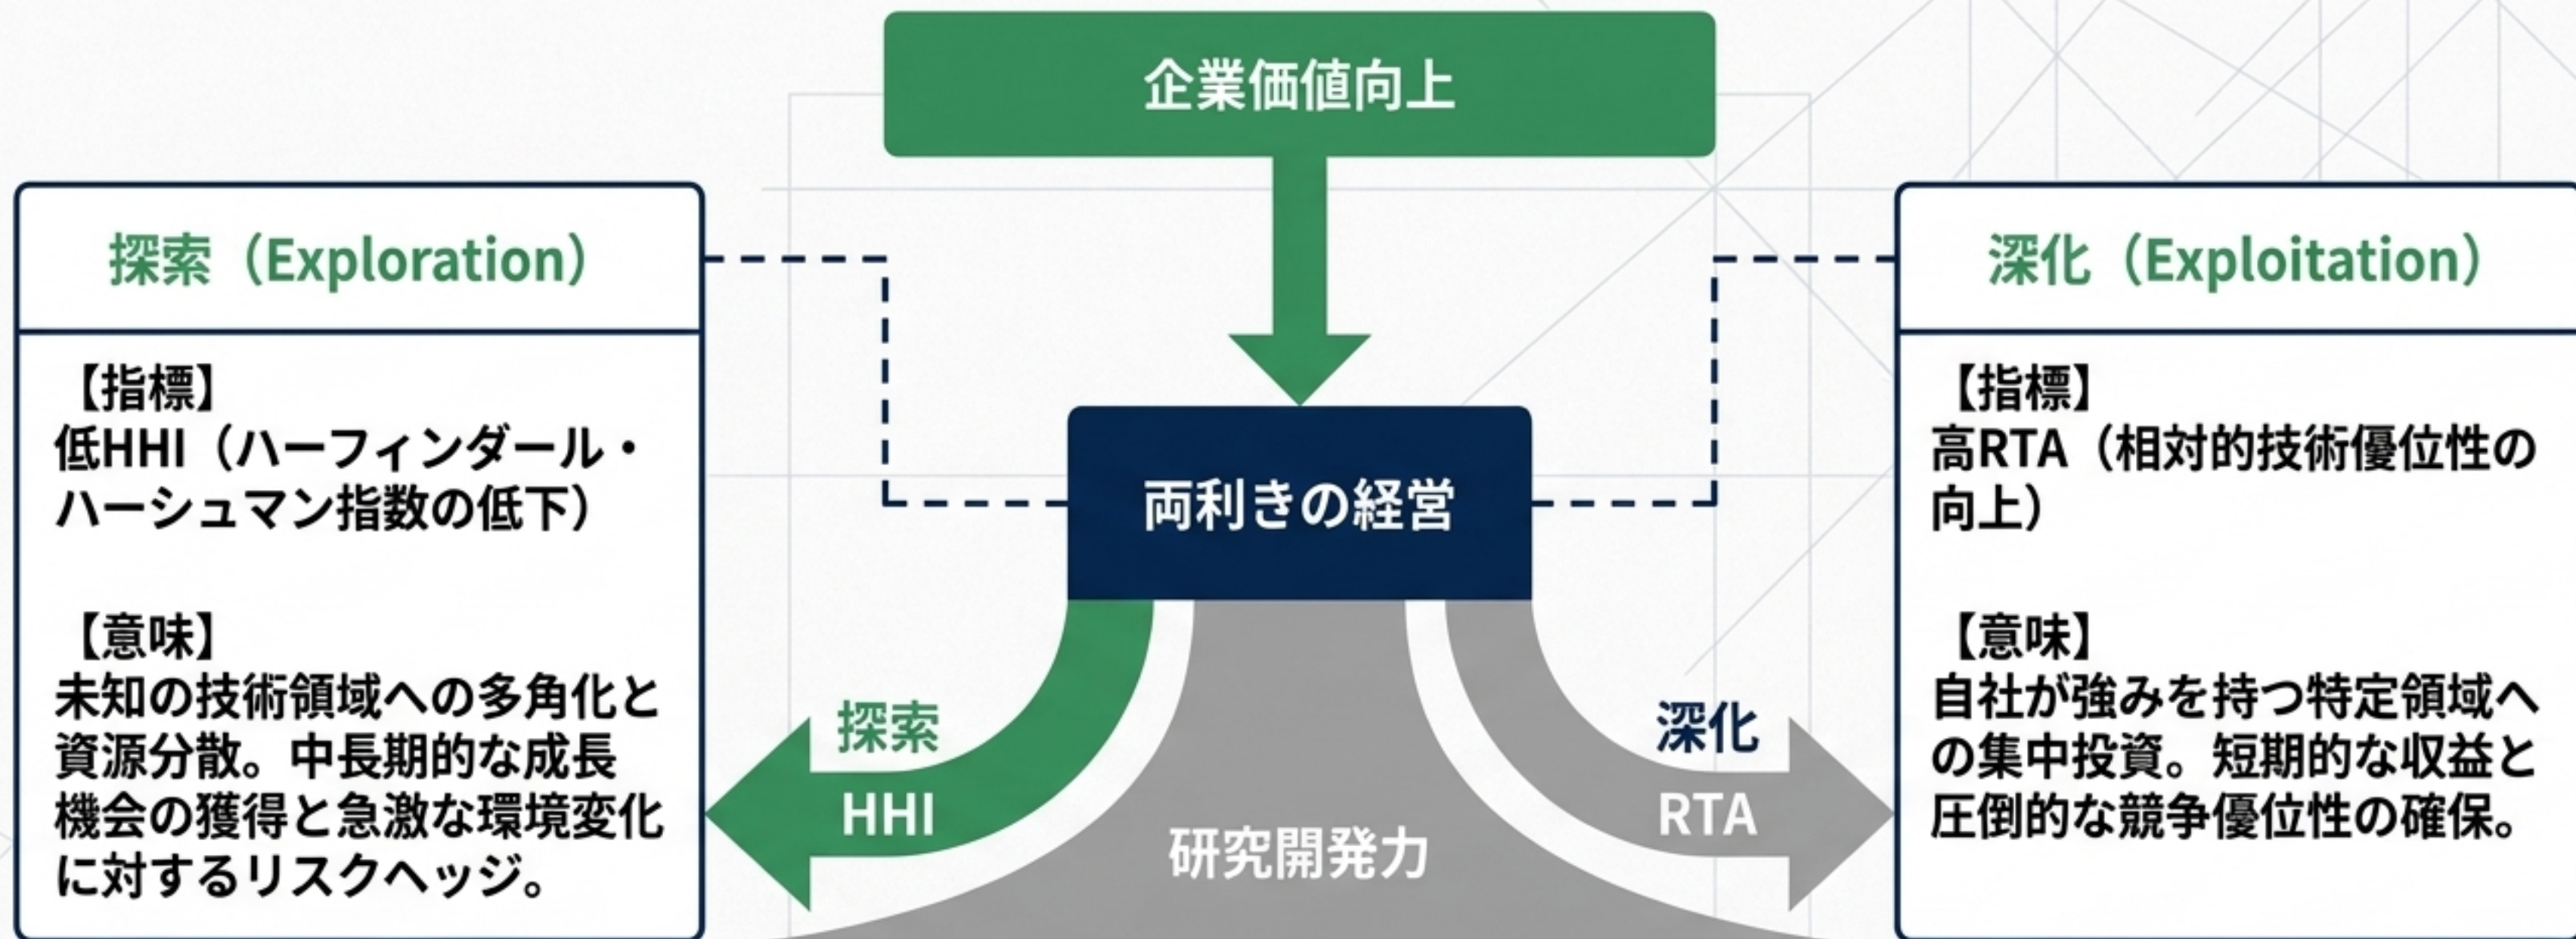 企業価値向上
探索（Exploration）
【指標】
低HHI（ハーフィンダール・
ハーシュマン指数の低下）
【意味】
未知の技術領域への多角化と
資源分散。中長期的な成長
機会の獲得と急激な環境変化
に対するリスクヘッジ。
両利きの経営
探索
HHI
研究開発力
深化
RTA
深化（Exploitation）
【指標】
高RTA（相対的技術優位性の
向上）
【意味】
自社が強みを持つ特定領域へ
の集中投資。短期的な収益と
圧倒的な競争優位性の確保。